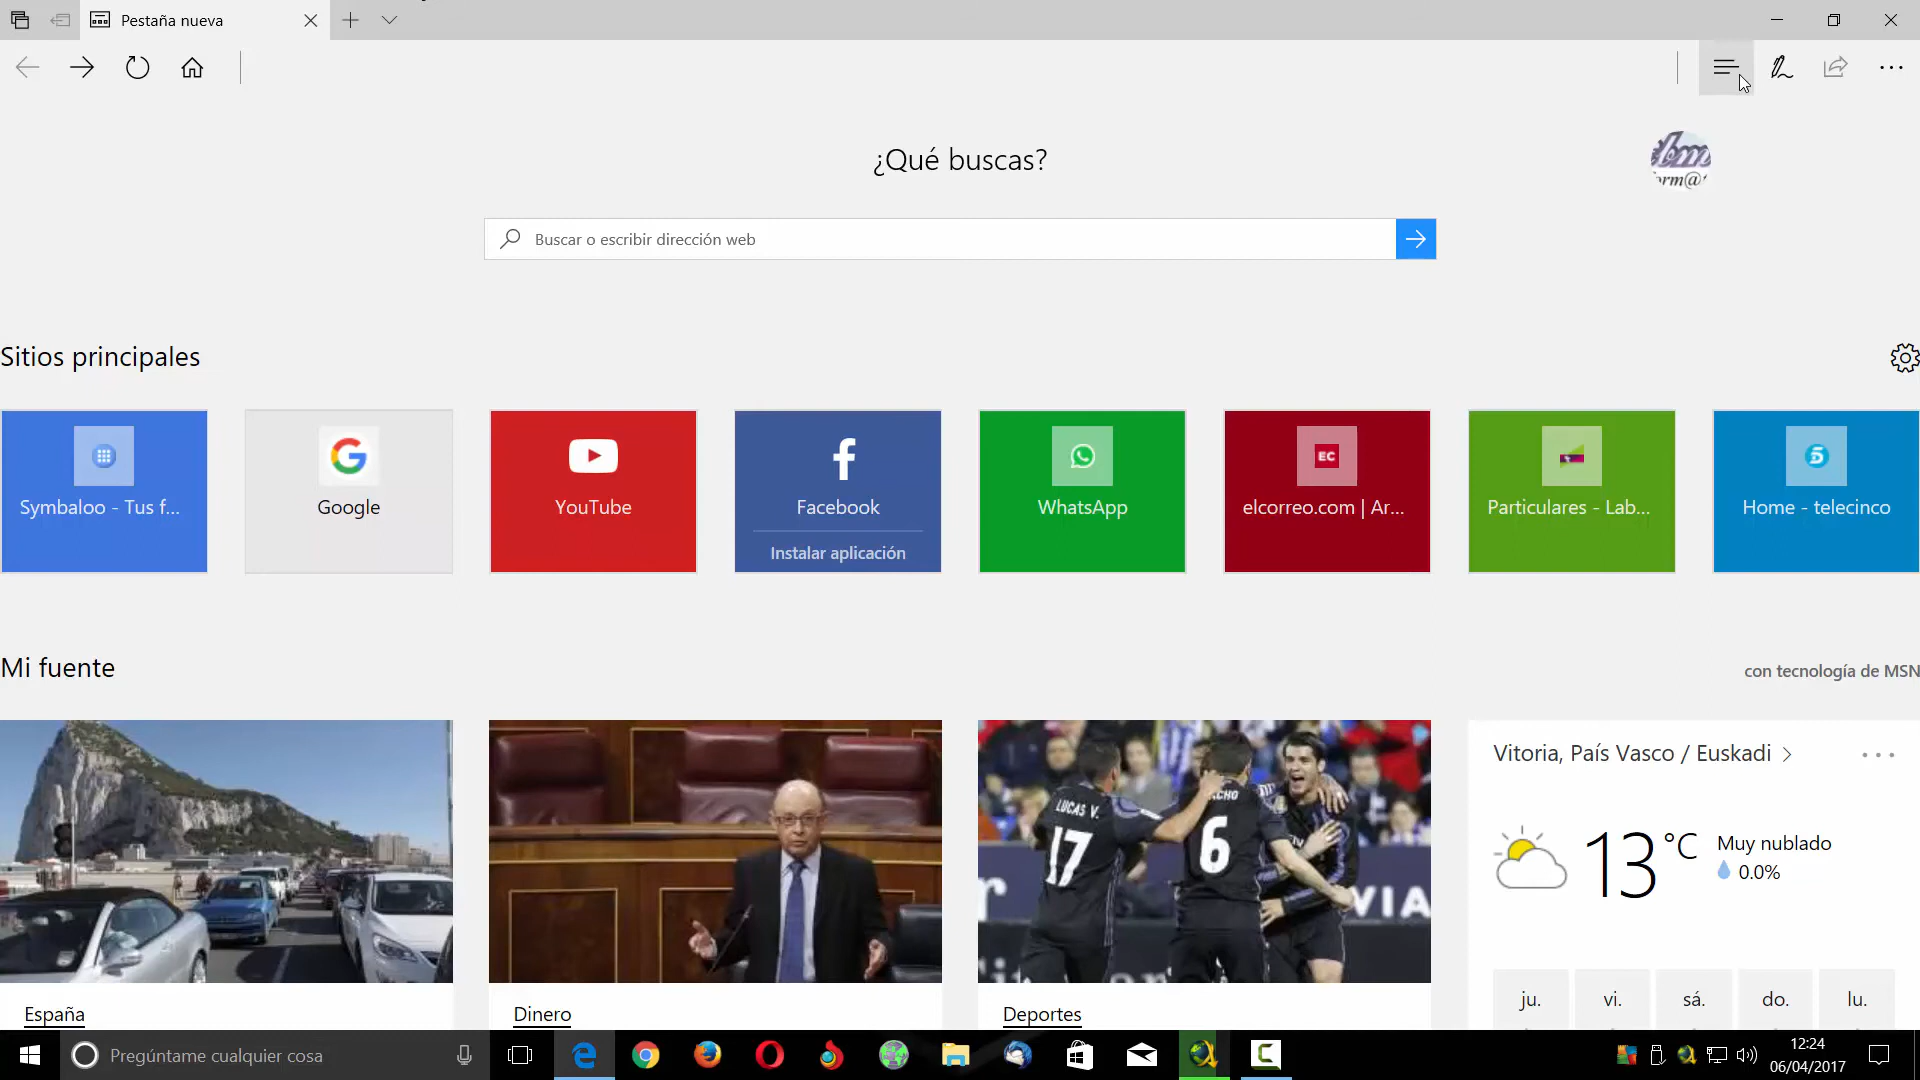 Pestaña nueva
¿Qué buscas?
Buscar o escribir dirección web
Sitios principales
Symbaloo - Tus f...
Google
YouTube
Facebook
Instalar aplicación
WhatsApp
EC
elcorreo.com | Ar...
Particulares - Lab...
5
Home - telecinco
Mi fuente
con tecnología de MSN
LUCAS V.
17
6
VIA
Vitoria, País Vasco / Euskadi
13 °C
Muy nublado
0.0%
ju.
vi.
sá.
do.
lu.
España
Dinero
Deportes
Pregúntame cualquier cosa
12:24
06/04/2017